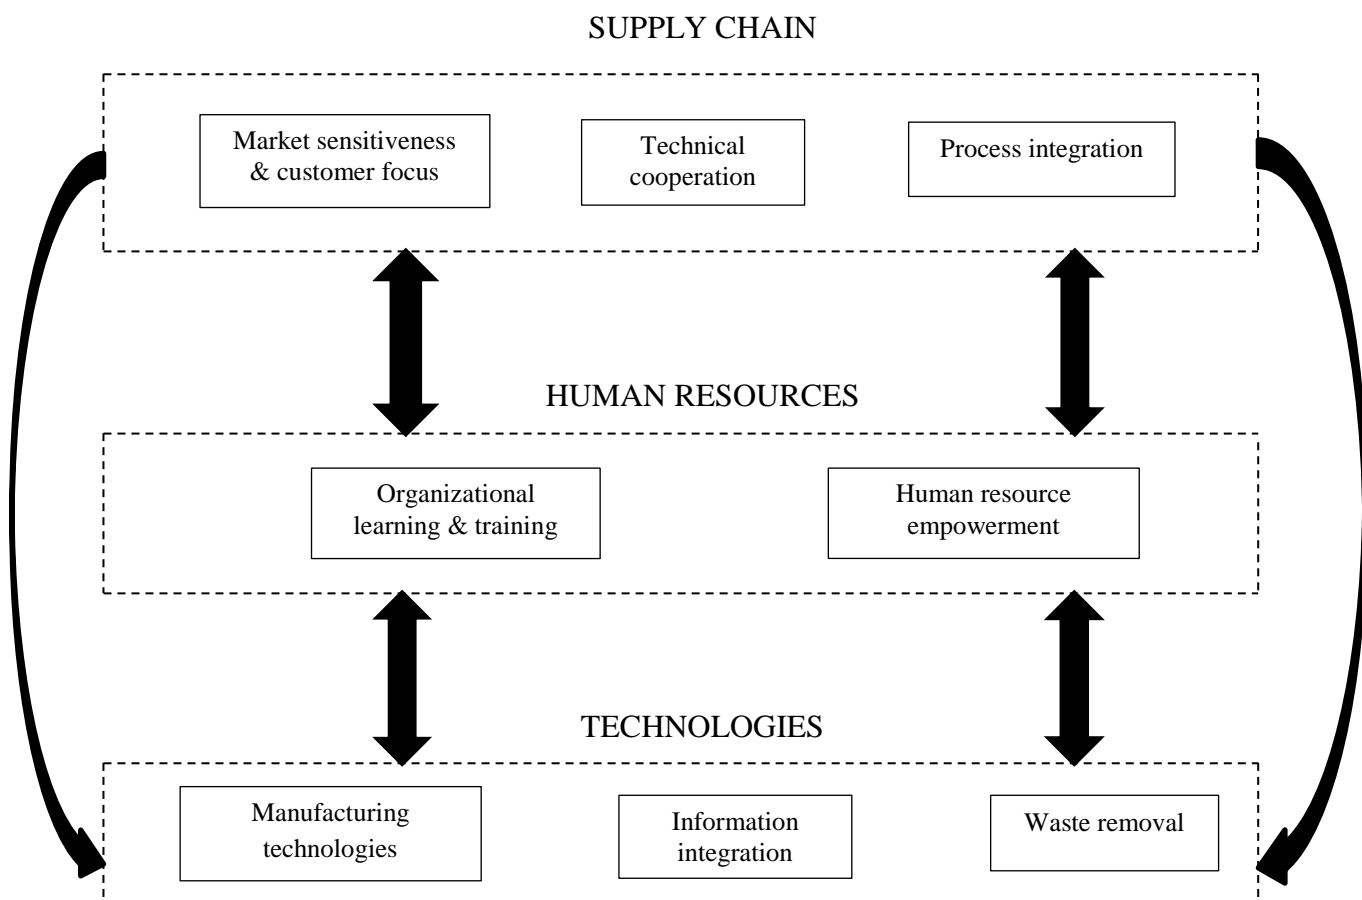 SUPPLY CHAIN
Market sensitiveness
& customer focus
Technical
cooperation
Process integration
HUMAN RESOURCES
Organizational
learning & training
Human resource
empowerment
TECHNOLOGIES
Manufacturing
technologies
Information
integration
Waste removal